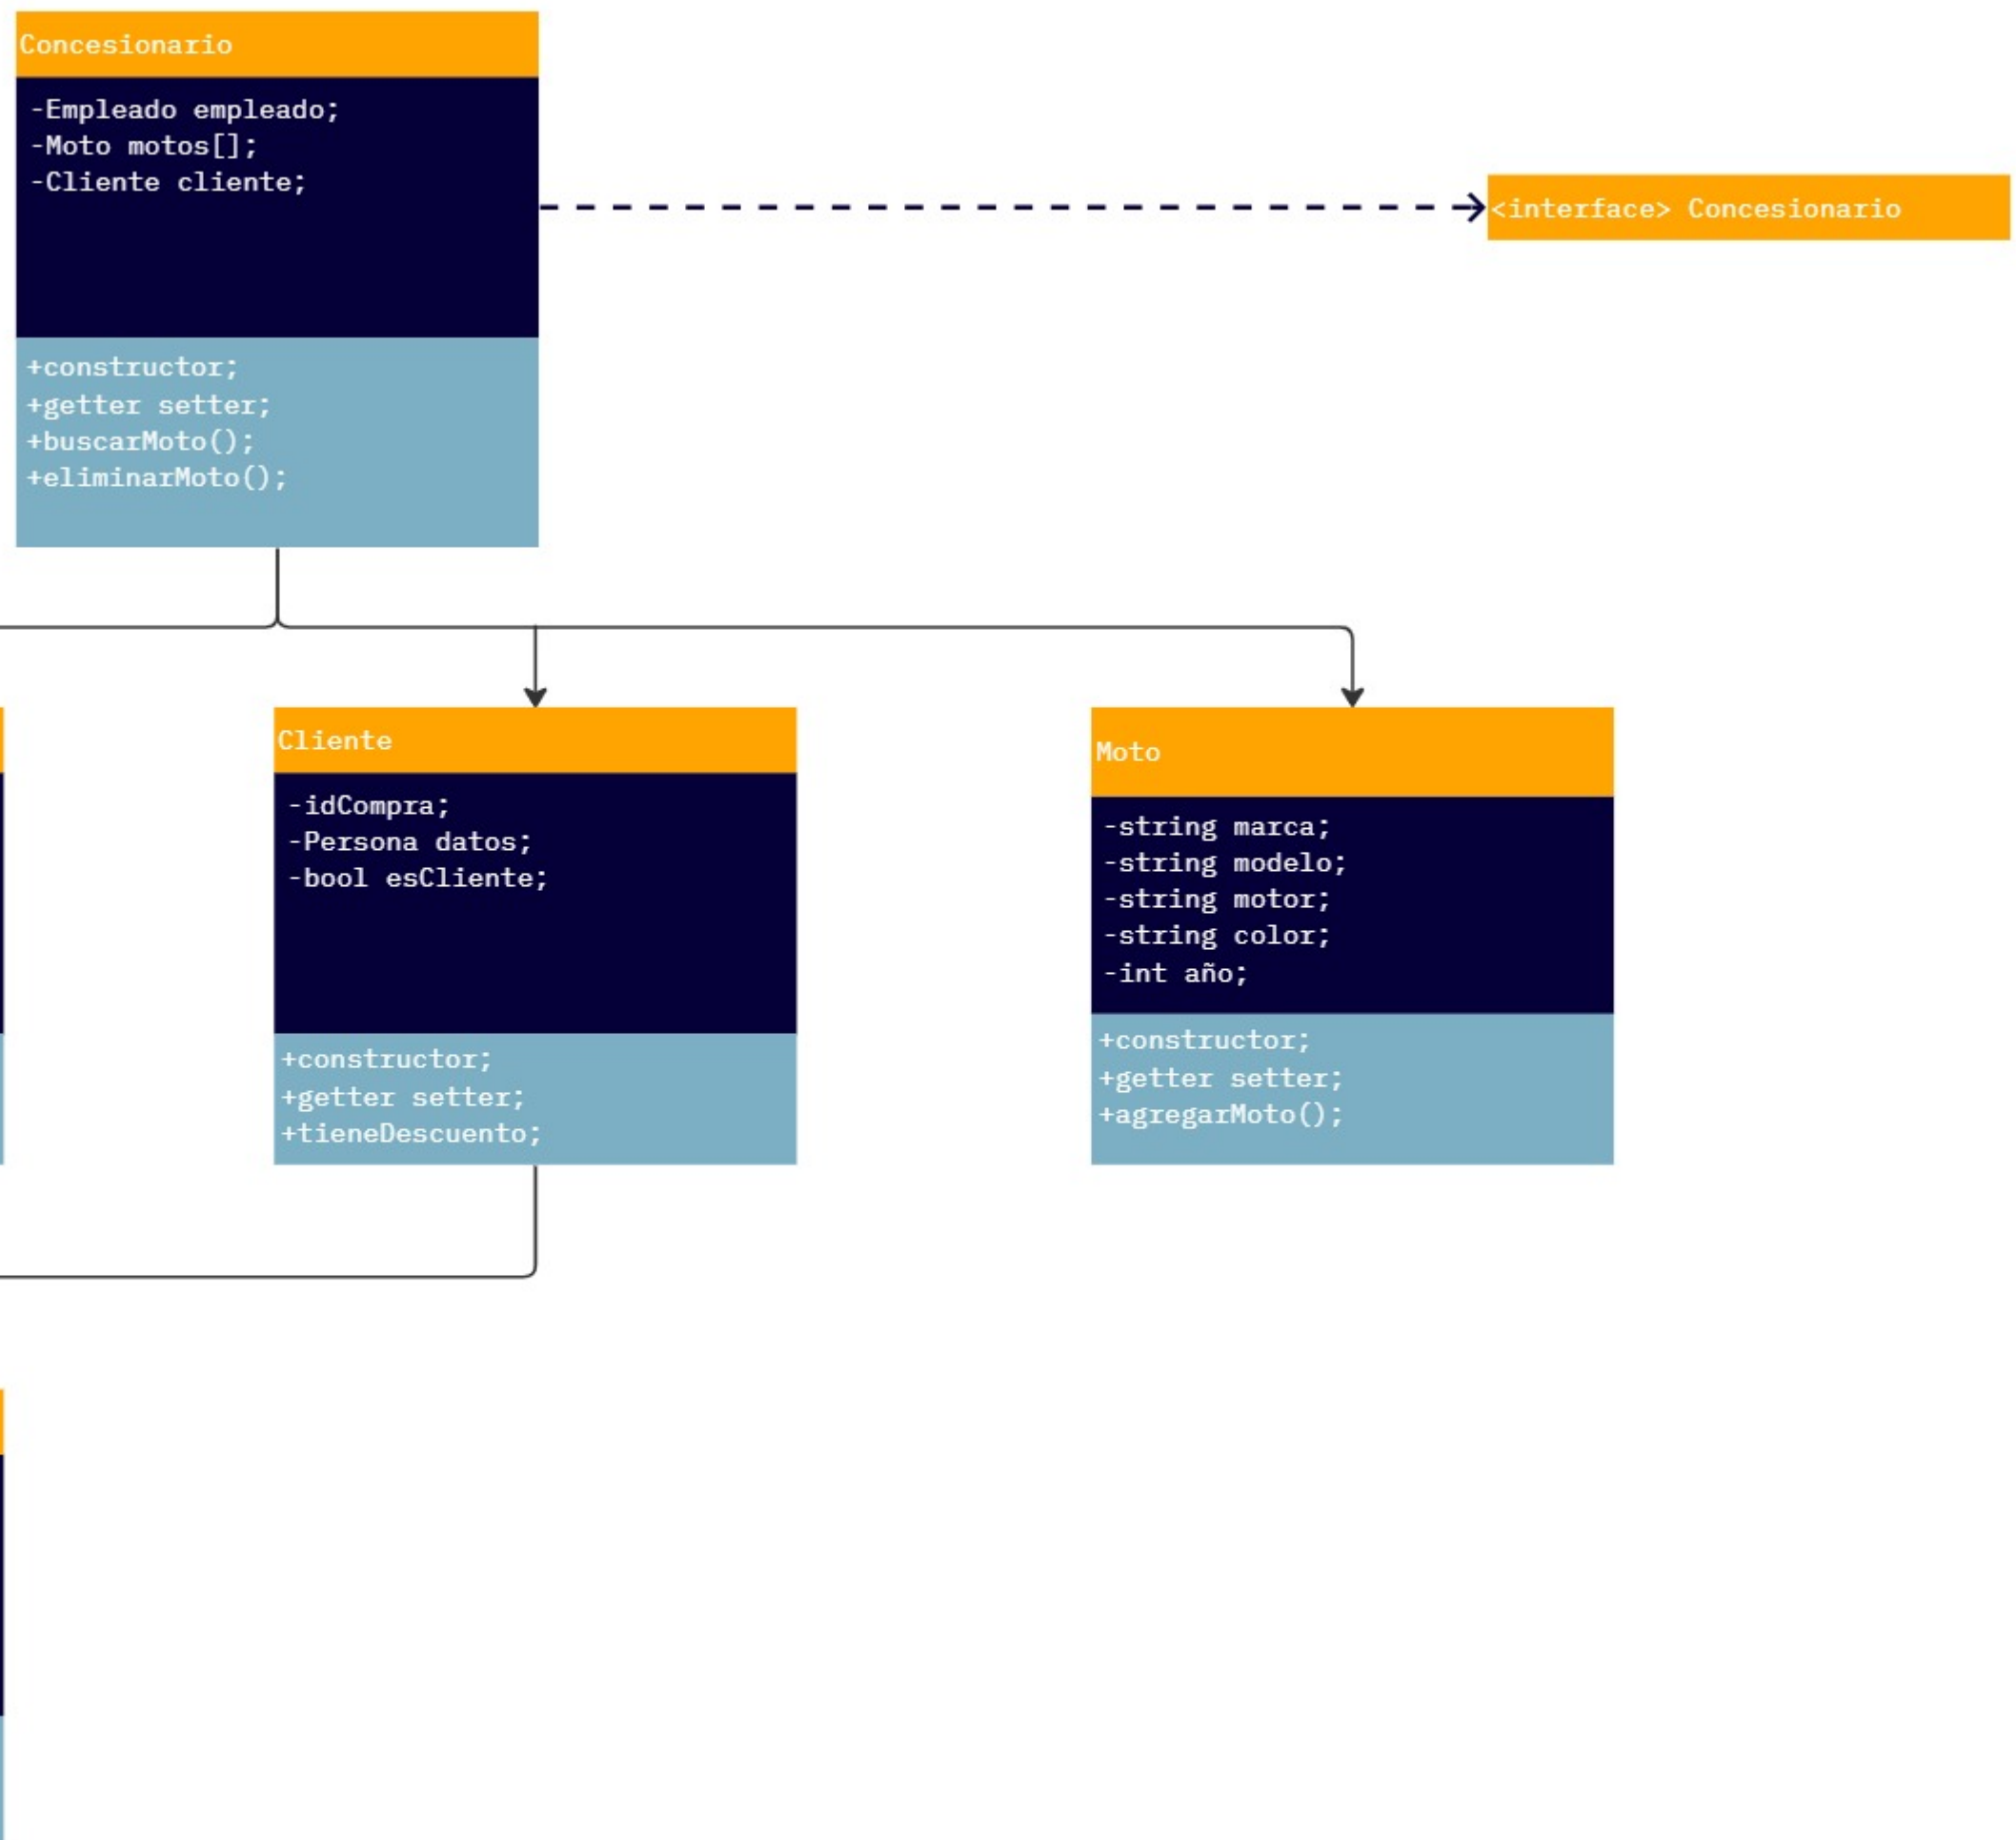 Concesionario
-Empleado empleado;
-Moto motos[];
-Cliente cliente;
+constructor;
+getter setter;
+buscarMoto();
+eliminarMoto();
<interface> Concesionario
Cliente
-idCompra;
-Persona datos;
-bool esCliente;
+constructor;
+getter setter;
+tieneDescuento;
Moto
-string marca;
-string modelo;
-string motor;
-string color;
-int año;
+constructor;
+getter setter;
+agregarMoto();